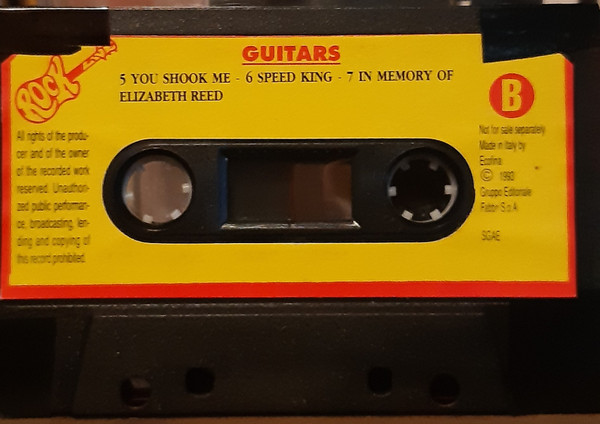 GUITARS
5 YOU SHOOK ME - 6 SPEED KING - 7 IN MEMORY OF
ELIZABETH REED
ROCK
B
All rights of the produ-
cer and of the owner
of the recorded work
reserved. Unauthori-
zed public performan-
ce, broadcasting, len-
ding and copying of
this record prohibited.
Not for sale separately
Made in Italy by
Ecofina
© 1993
Gruppo Editoriale
Fabbri S.p.A.
SGAE